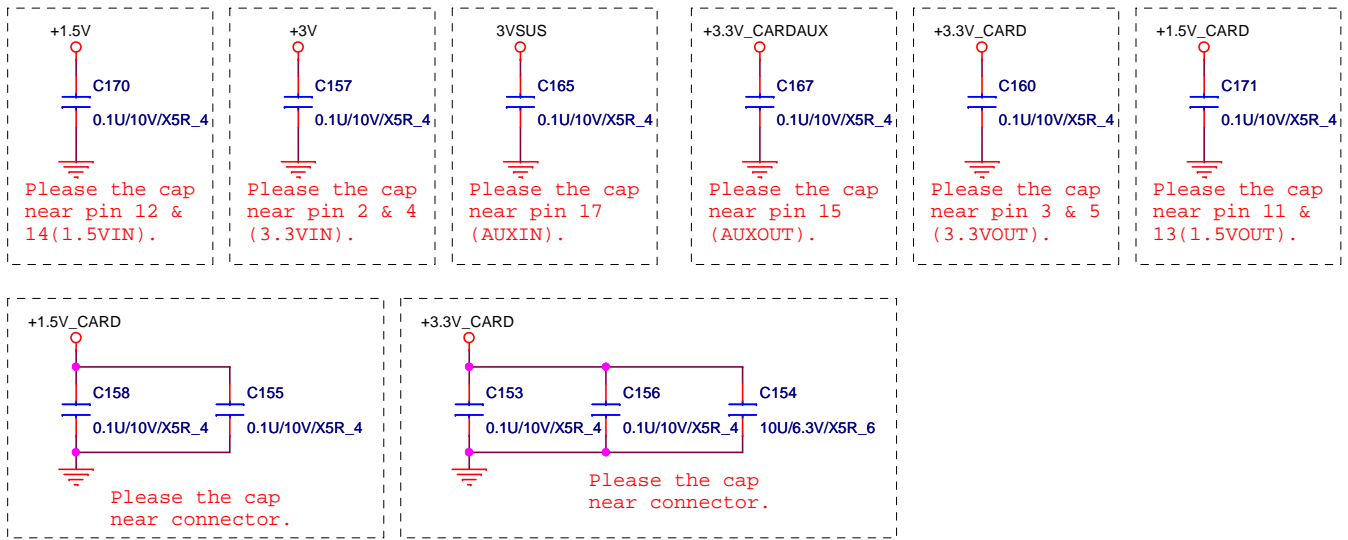 +1.5V
C170
0.1U/10V/X5R_4
Please the cap
near pin 12 &
14(1.5VIN).
+3V
C157
0.1U/10V/X5R_4
Please the cap
near pin 2 & 4
(3.3VIN).
3VSUS
C165
0.1U/10V/X5R_4
Please the cap
near pin 17
(AUXIN).
+3.3V_CARDAUX
C167
0.1U/10V/X5R_4
Please the cap
near pin 15
(AUXOUT).
+3.3V_CARD
C160
0.1U/10V/X5R_4
Please the cap
near pin 3 & 5
(3.3VOUT).
+1.5V_CARD
C171
0.1U/10V/X5R_4
Please the cap
near pin 11 &
13(1.5VOUT).
+1.5V_CARD
C158
0.1U/10V/X5R_4
C155
0.1U/10V/X5R_4
Please the cap
near connector.
+3.3V_CARD
C153
0.1U/10V/X5R_4
C156
0.1U/10V/X5R_4
C154
10U/6.3V/X5R_6
Please the cap
near connector.